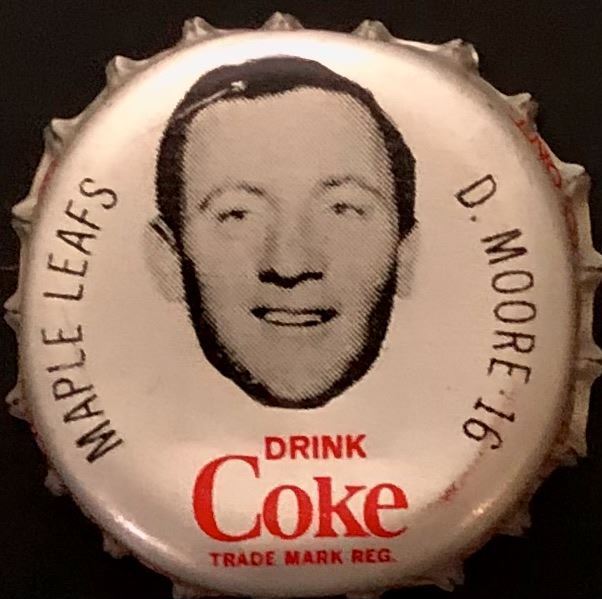 MAPLE LEAFS
D. MOORE 16
DRINK
Coke
TRADE MARK REG.